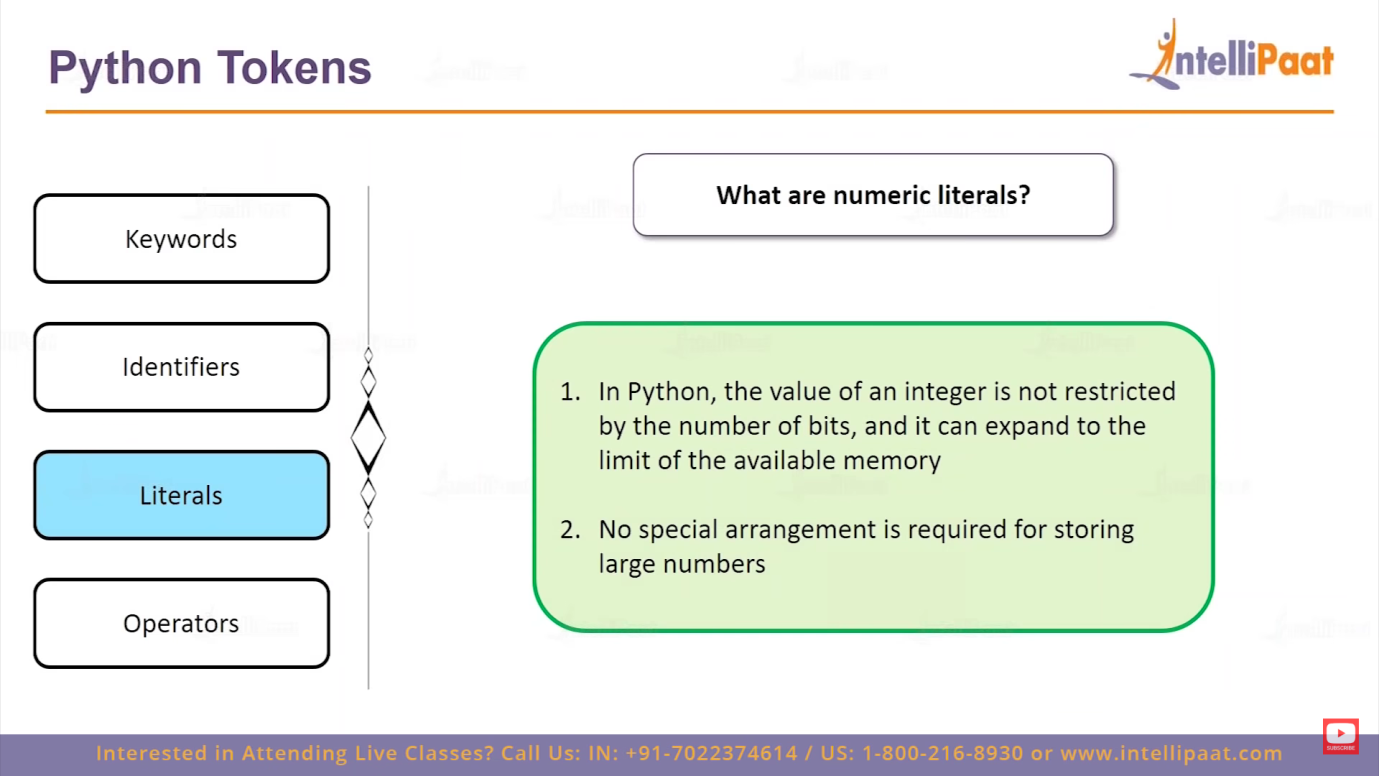 Python Tokens
IntelliPaat
Keywords
Identifiers
Literals
Operators
What are numeric literals?
1. In Python, the value of an integer is not restricted
by the number of bits, and it can expand to the
limit of the available memory
2. No special arrangement is required for storing
large numbers
SUBSCRIBE
Interested in Attending Live Classes? Call Us: IN: +91-7022374614 / US: 1-800-216-8930 or www.intellipaat.com